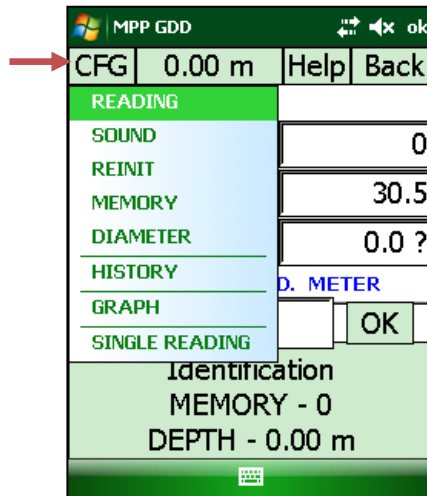 MPP GDD ok
CFG 0.00 m Help Back
READING
SOUND
0
REINIT
MEMORY
30.5
DIAMETER
0.0 ?
HISTORY
D. METER
GRAPH
OK
SINGLE READING
Identification
MEMORY - 0
DEPTH - 0.00 m